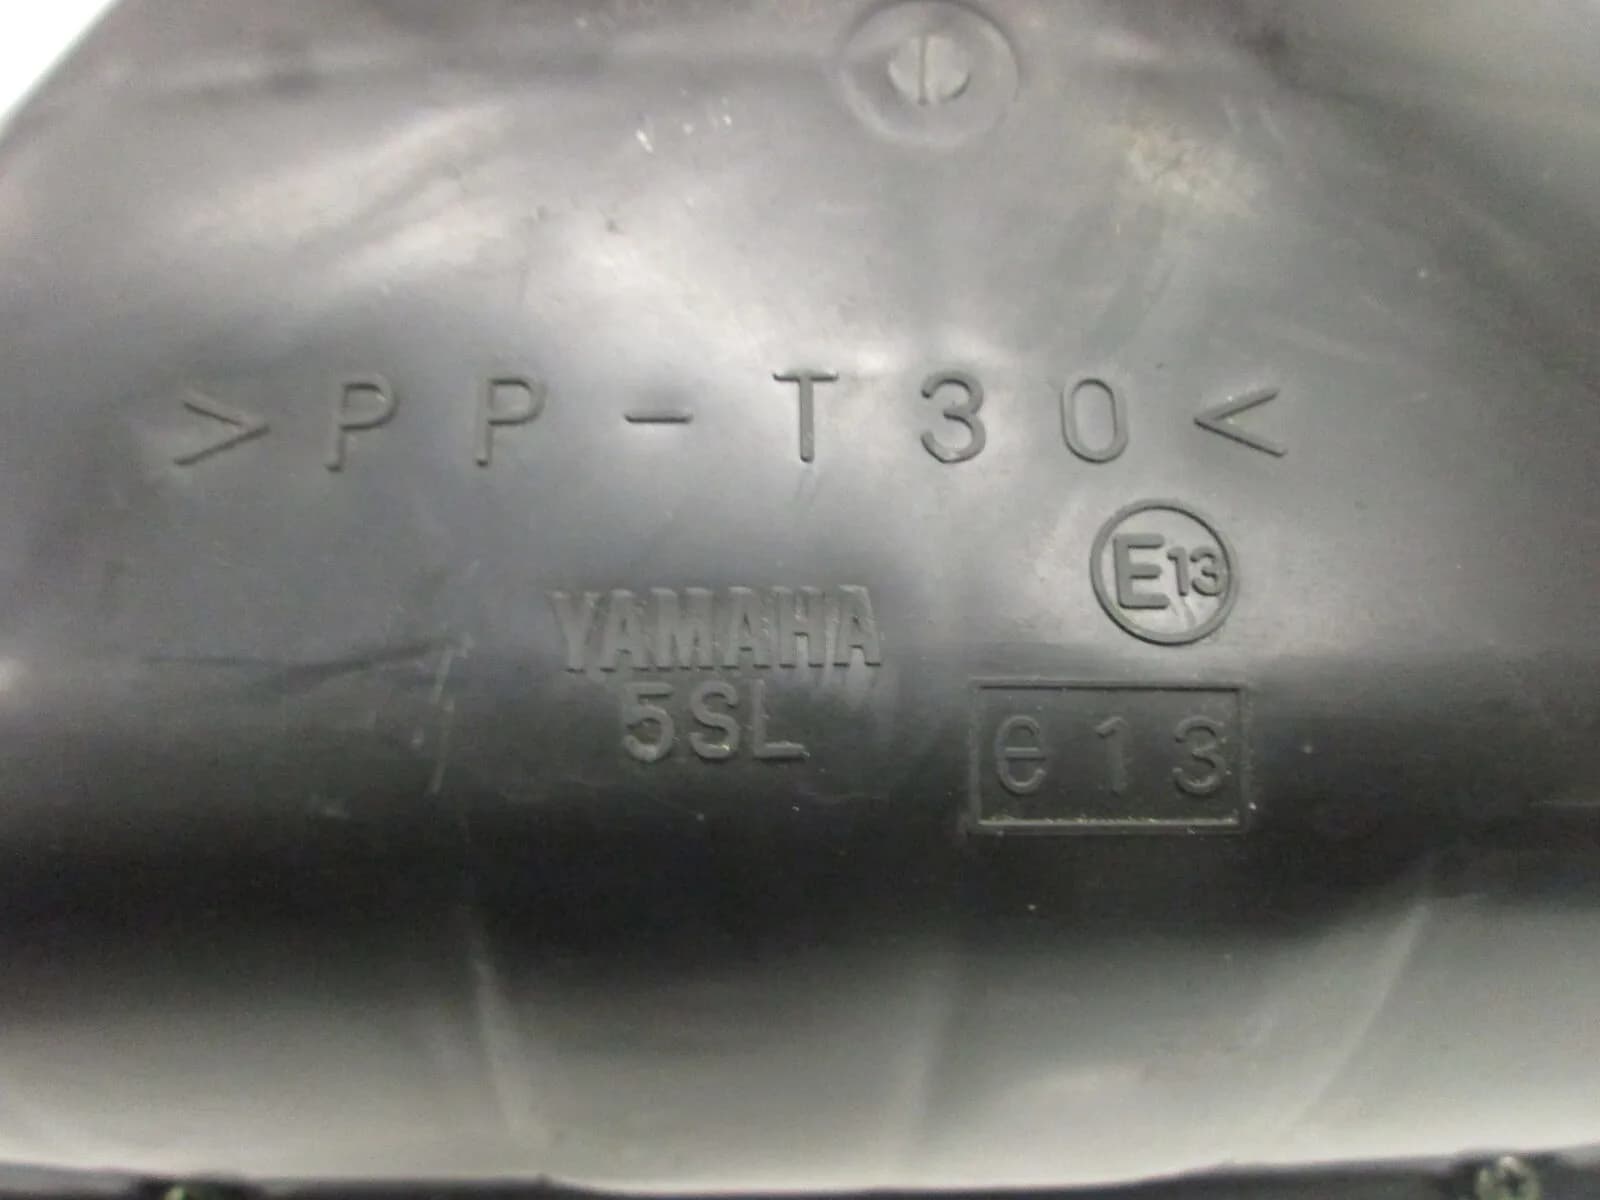 >PP-T30<
E13
YAMAHA
5SL
e13